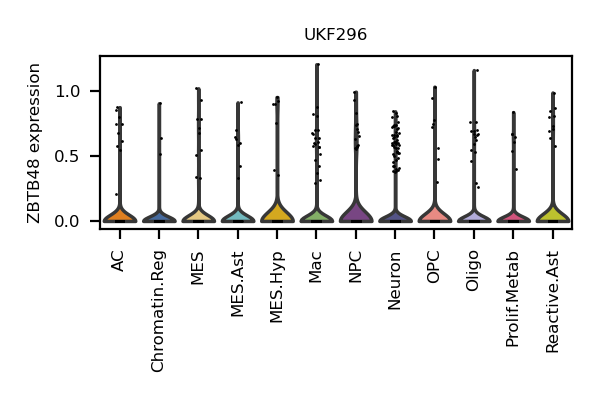 UKF296
ZBTB48 expression
1.0
0.5
0.0
AC
Chromatin.Reg
MES
MES.Ast
MES.Hyp
Mac
NPC
Neuron
OPC
Oligo
Prolif.Metab
Reactive.Ast